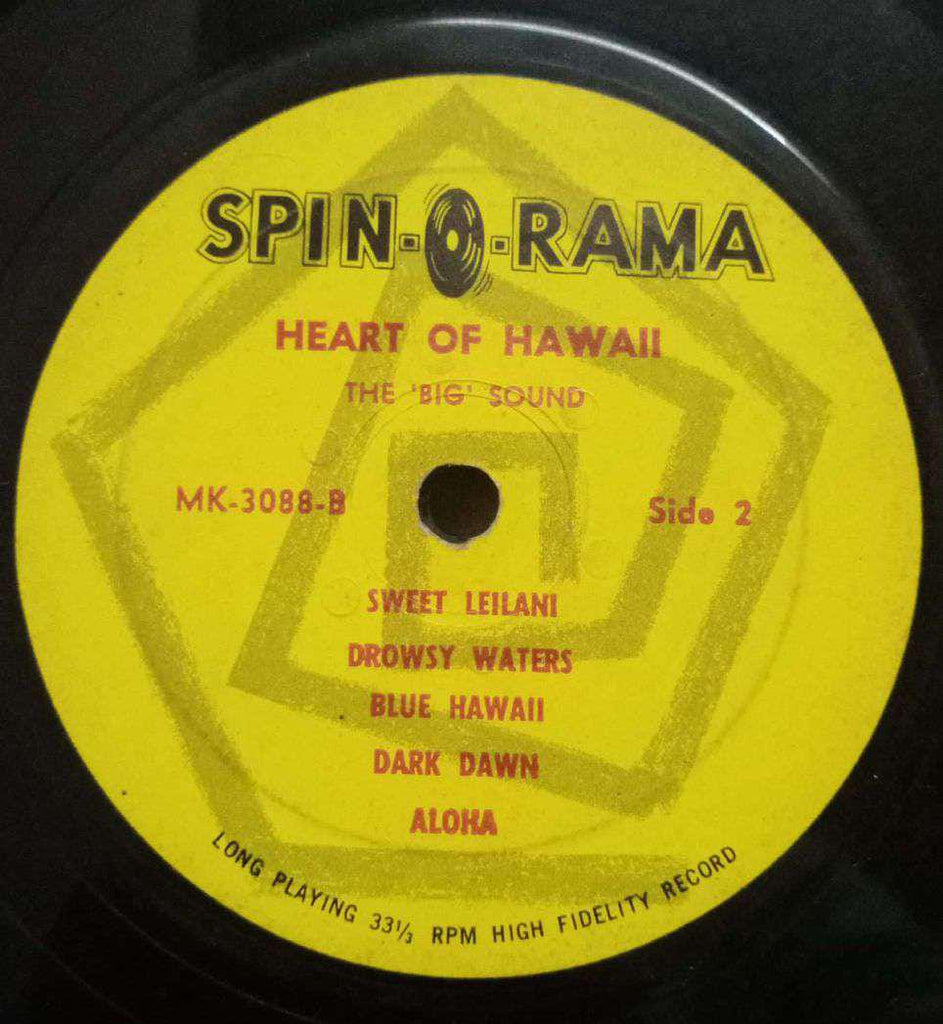 SPIN-O-RAMA
HEART OF HAWAII
THE 'BIG' SOUND
MK-3088-B
Side 2
SWEET LEILANI
DROWSY WATERS
BLUE HAWAII
DARK DAWN
ALOHA
LONG PLAYING 33⅓ RPM HIGH FIDELITY RECORD